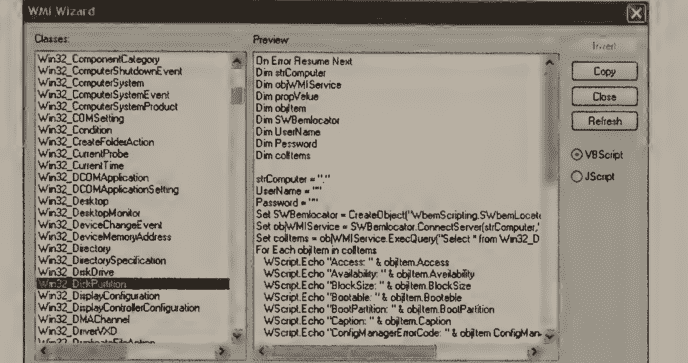 WMI Wizard
Classes:
Win32_ComponentCategory
Win32_ComputerShutdownEvent
Win32_ComputerSystem
Win32_ComputerSystemEvent
Win32_ComputerSystemProduct
Win32_COMSetting
Win32_Condition
Win32_CreateFolderAction
Win32_CurrentProbe
Win32_CurrentTime
Win32_DCOMApplication
Win32_DCOMApplicationSetting
Win32_Desktop
Win32_DesktopMonitor
Win32_DeviceChangeEvent
Win32_DeviceMemoryAddress
Win32_Directory
Win32_DirectorySpecification
Win32_DiskDrive
Win32_DiskPartition
Win32_DisplayConfiguration
Win32_DisplayControllerConfiguration
Win32_DMAChannel
Win32_DriverVXD
Win32_DuplicateFileAction
Preview
On Error Resume Next
Dim strComputer
Dim objWMIService
Dim propValue
Dim objItem
Dim SWBemlocator
Dim UserName
Dim Password
Dim colItems
strComputer = "."
UserName = ""
Password = ""
Set SWBemlocator = CreateObject("WbemScripting.SWbemLocato
Set objWMIService = SWBemlocator.ConnectServer(strComputer,"
Set colItems = objWMIService.ExecQuery("Select * from Win32_D
For Each objItem in colItems
WScript.Echo "Access: " & objItem.Access
WScript.Echo "Availability: " & objItem.Availability
WScript.Echo "BlockSize: " & objItem.BlockSize
WScript.Echo "Bootable: " & objItem.Bootable
WScript.Echo "BootPartition: " & objItem.BootPartition
WScript.Echo "Caption: " & objItem.Caption
WScript.Echo "ConfigManagerErrorCode: " & objItem.ConfigMan
Insert
Copy
Close
Refresh
VBScript
JScript